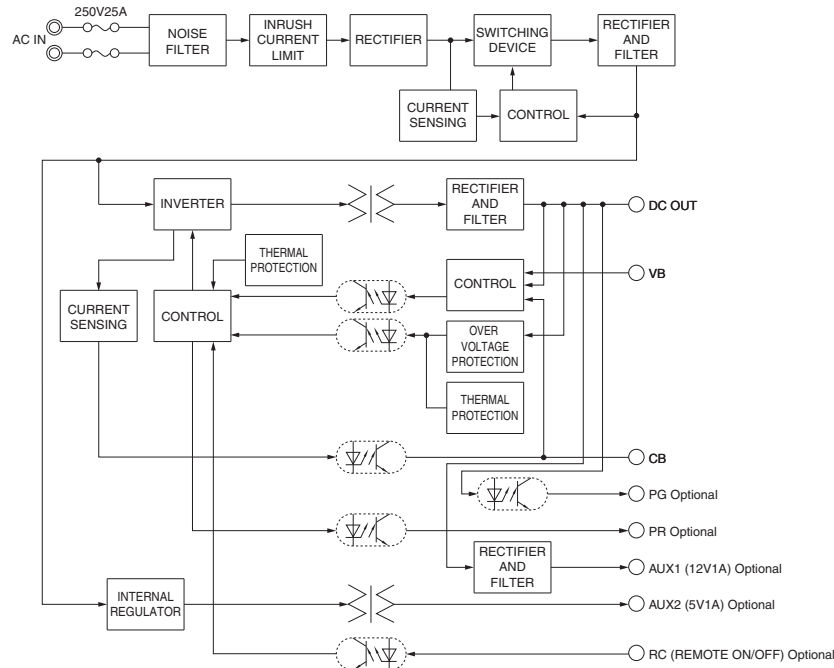 250V25A
AC IN
NOISE
FILTER
INRUSH
CURRENT
LIMIT
RECTIFIER
SWITCHING
DEVICE
RECTIFIER
AND
FILTER
CURRENT
SENSING
CONTROL
INVERTER
RECTIFIER
AND
FILTER
DC OUT
THERMAL
PROTECTION
CONTROL
VB
CURRENT
SENSING
CONTROL
OVER
VOLTAGE
PROTECTION
THERMAL
PROTECTION
CB
PG Optional
PR Optional
RECTIFIER
AND
FILTER
AUX1 (12V1A) Optional
INTERNAL
REGULATOR
AUX2 (5V1A) Optional
RC (REMOTE ON/OFF) Optional